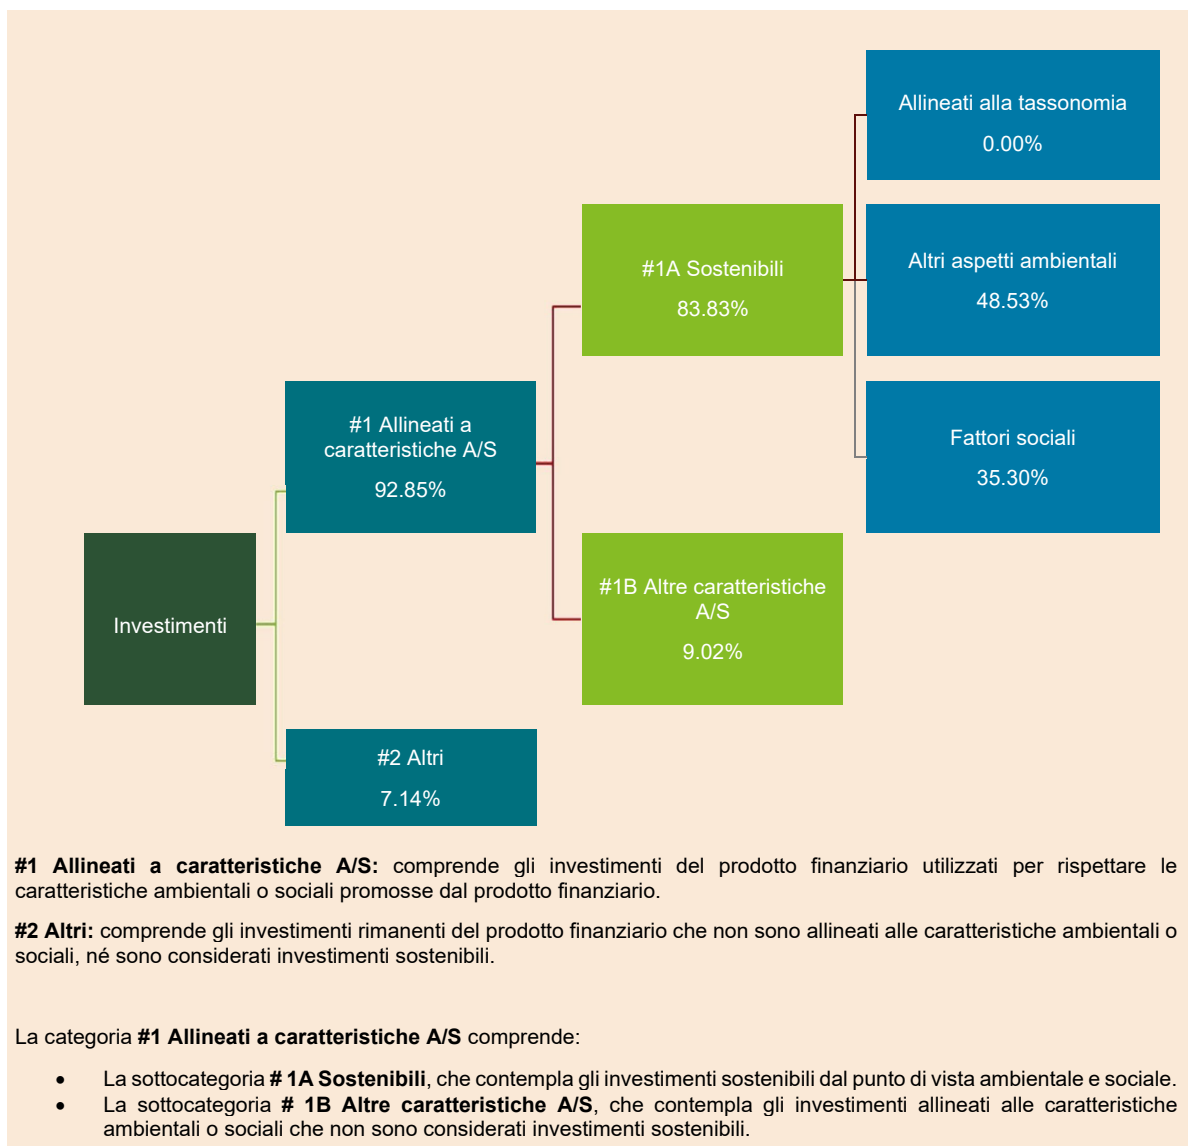 Allineati alla tassonomia
0.00%
#1A Sostenibili
83.83%
Altri aspetti ambientali
48.53%
#1 Allineati a
caratteristiche A/S
92.85%
Fattori sociali
35.30%
Investimenti
#1B Altre caratteristiche
A/S
9.02%
#2 Altri
7.14%
#1 Allineati a caratteristiche A/S: comprende gli investimenti del prodotto finanziario utilizzati per rispettare le
caratteristiche ambientali o sociali promosse dal prodotto finanziario.
#2 Altri: comprende gli investimenti rimanenti del prodotto finanziario che non sono allineati alle caratteristiche ambientali o
sociali, né sono considerati investimenti sostenibili.
La categoria #1 Allineati a caratteristiche A/S comprende:
• La sottocategoria # 1A Sostenibili, che contempla gli investimenti sostenibili dal punto di vista ambientale e sociale.
• La sottocategoria # 1B Altre caratteristiche A/S, che contempla gli investimenti allineati alle caratteristiche
ambientali o sociali che non sono considerati investimenti sostenibili.